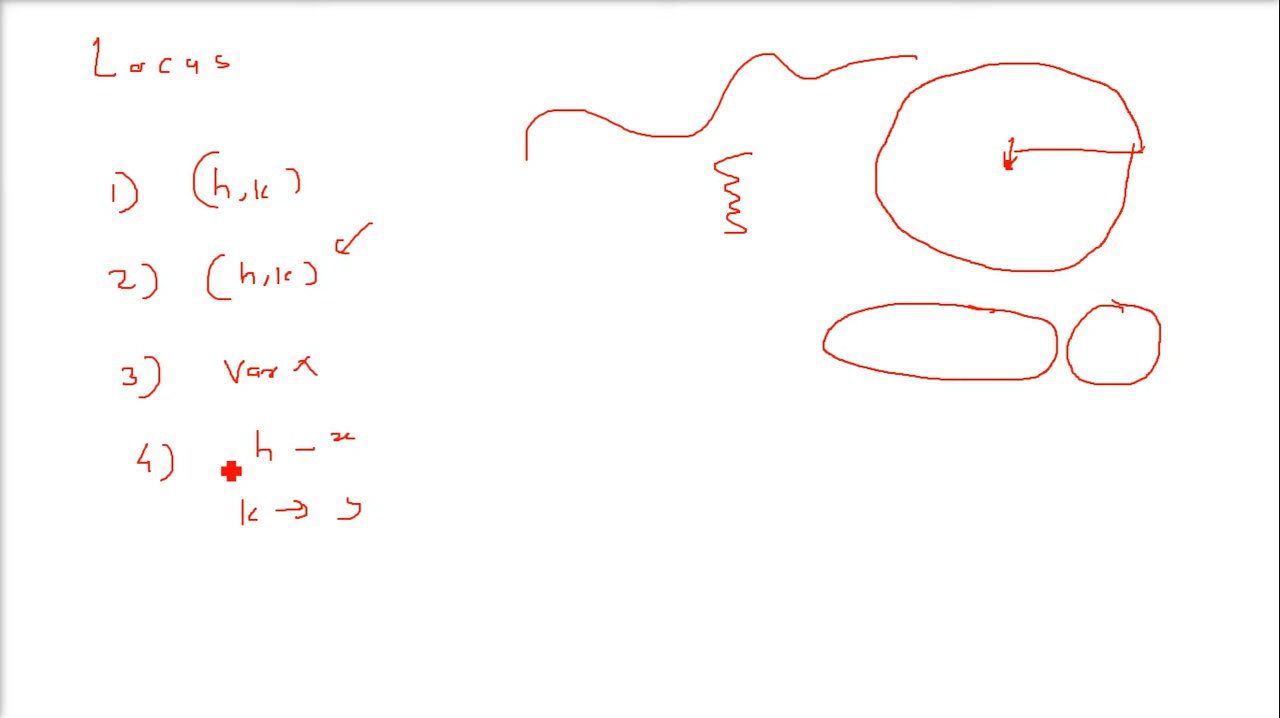 Locus
1) (h,k)
2) (h,k)
3) Var x
4) h - x
k → y